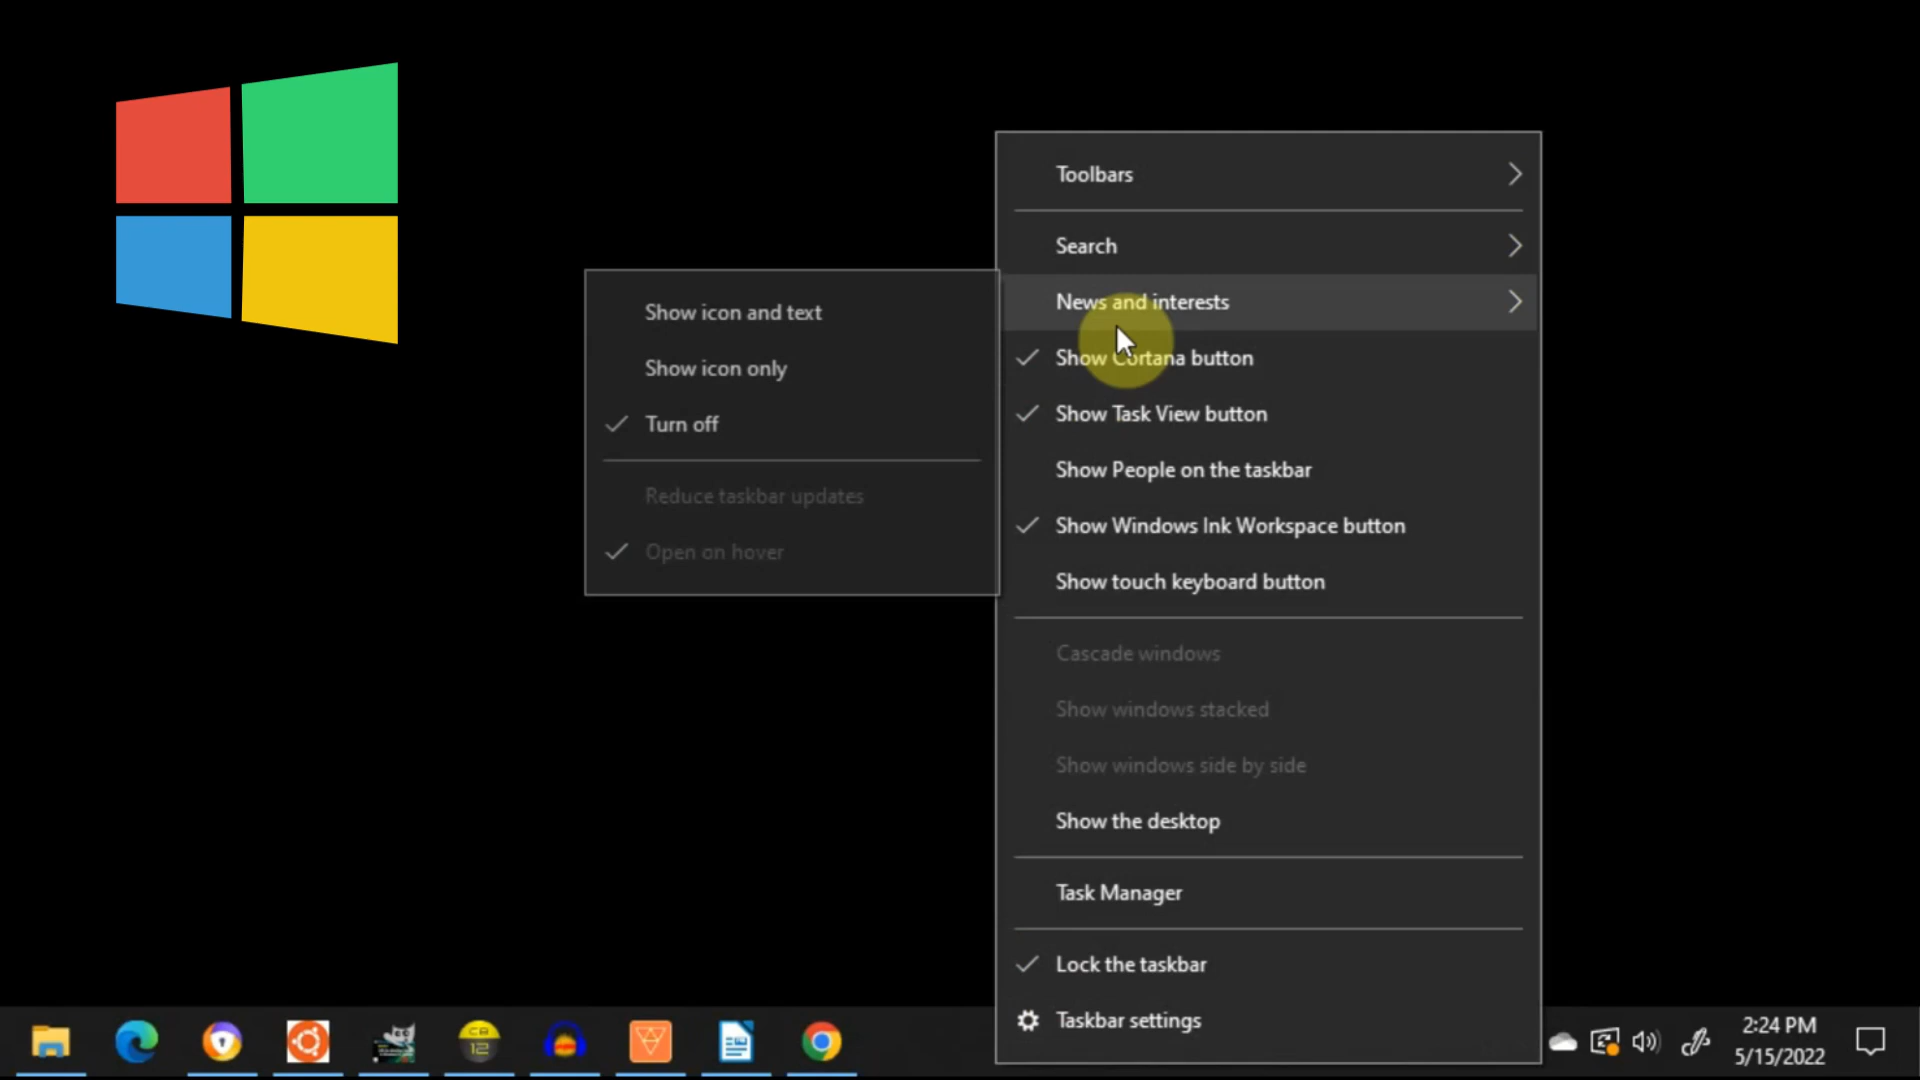 Toolbars
Search
News and interests
Show Cortana button
Show Task View button
Show People on the taskbar
Show Windows Ink Workspace button
Show touch keyboard button
Cascade windows
Show windows stacked
Show windows side by side
Show the desktop
Task Manager
Lock the taskbar
Taskbar settings
Show icon and text
Show icon only
Turn off
Reduce taskbar updates
Open on hover
CB
12
2:24 PM
5/15/2022